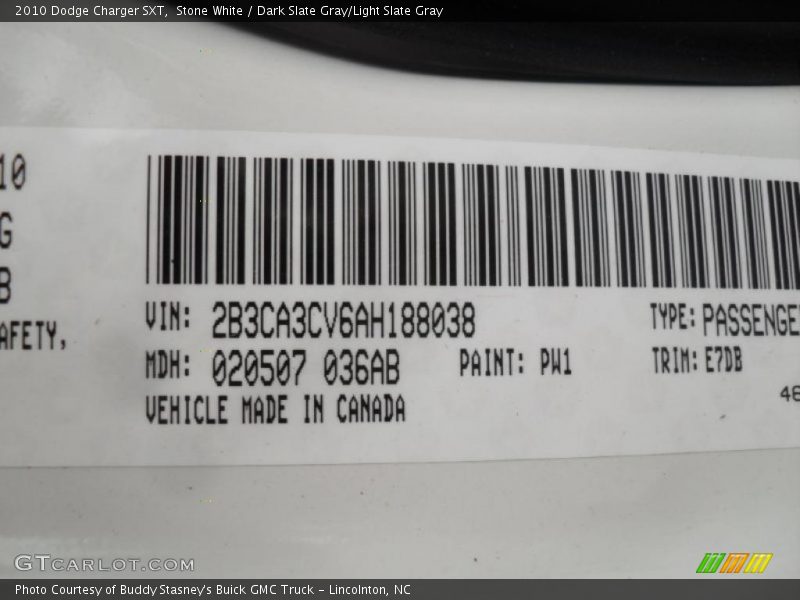 2010 Dodge Charger SXT,  Stone White / Dark Slate Gray/Light Slate Gray
10
G
B
AFETY,
VIN: 2B3CA3CV6AH188038
TYPE: PASSENGE
MDH: 020507 036AB
PAINT: PW1
TRIM: E7DB
VEHICLE MADE IN CANADA
46
GTCARLOT.COM
Photo Courtesy of Buddy Stasney's Buick GMC Truck - Lincolnton, NC